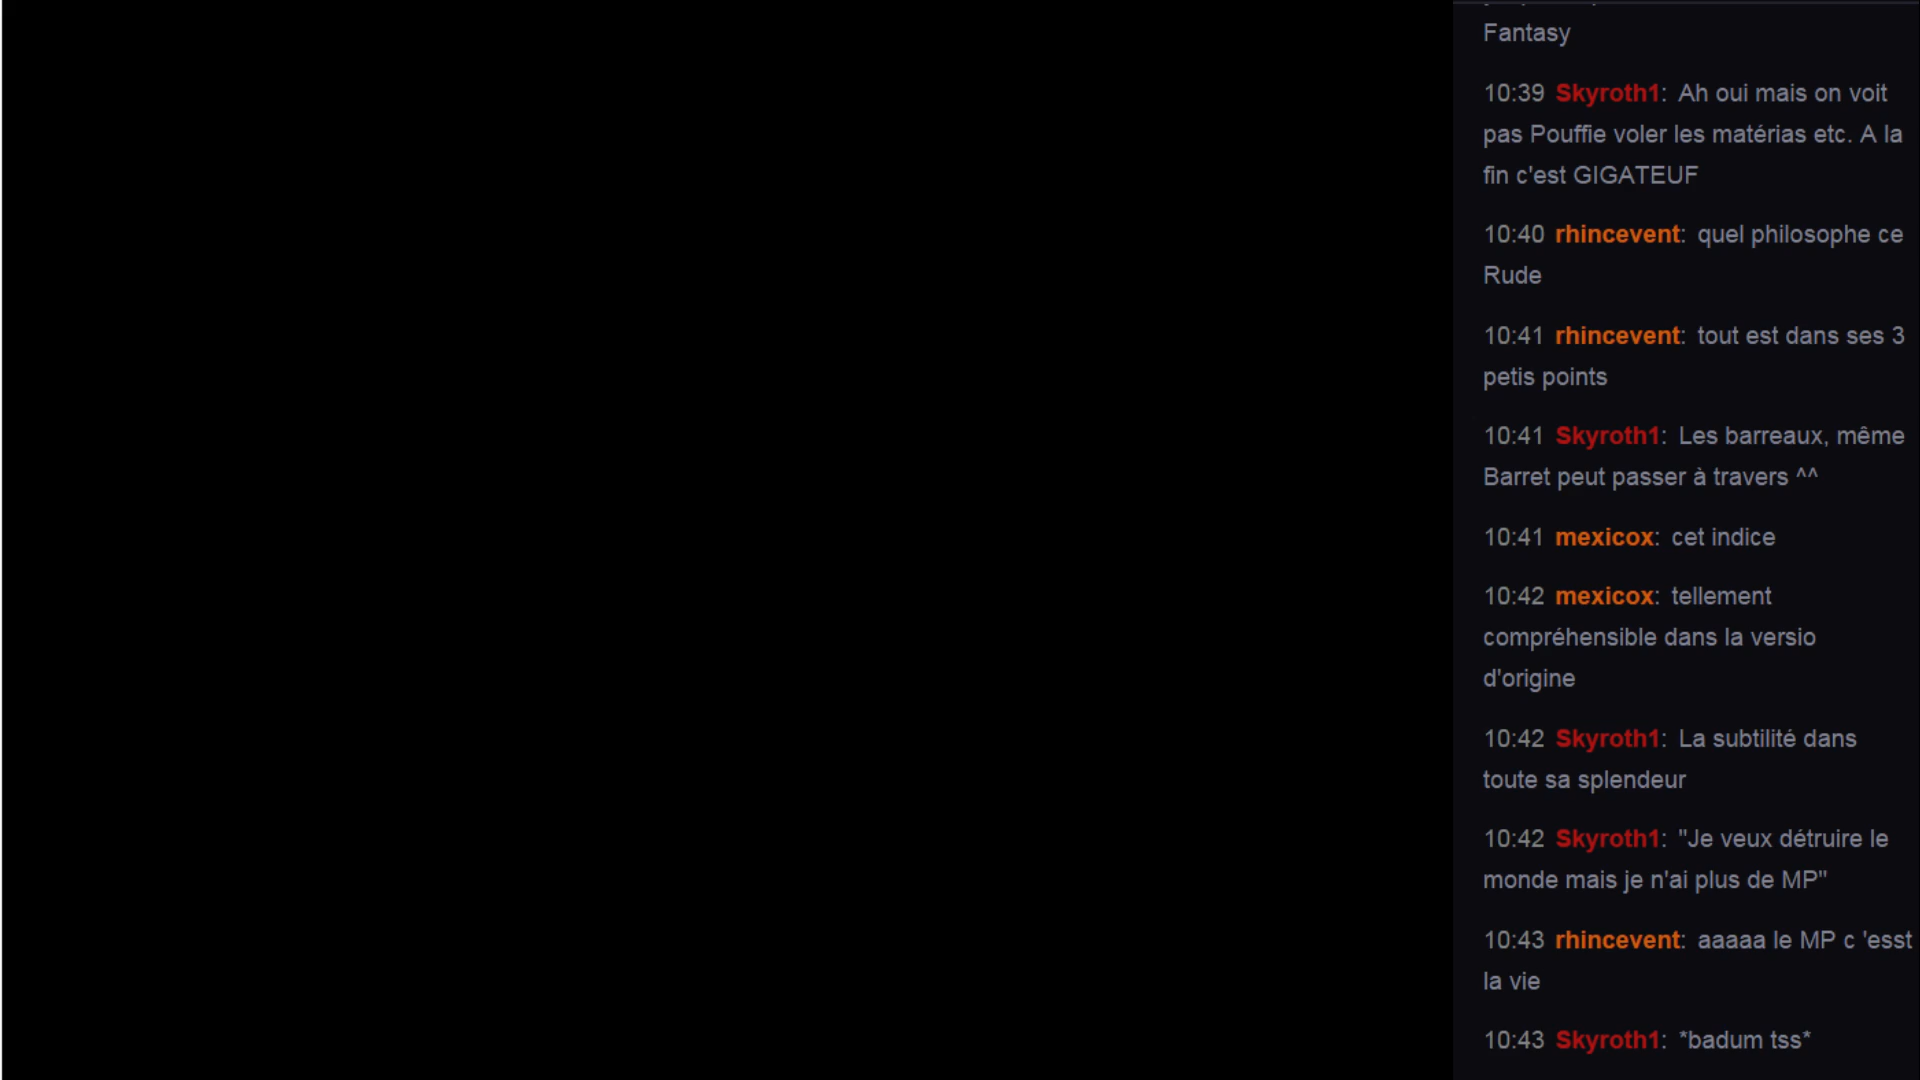 Fantasy
10:39 Skyroth1: Ah oui mais on voit
pas Pouffie voler les matérias etc. A la
fin c'est GIGATEUF
10:40 rhincevent: quel philosophe ce
Rude
10:41 rhincevent: tout est dans ses 3
petis points
10:41 Skyroth1: Les barreaux, même
Barret peut passer à travers ^^
10:41 mexicox: cet indice
10:42 mexicox: tellement
compréhensible dans la versio
d'origine
10:42 Skyroth1: La subtilité dans
toute sa splendeur
10:42 Skyroth1: "Je veux détruire le
monde mais je n'ai plus de MP"
10:43 rhincevent: aaaaa le MP c 'esst
la vie
10:43 Skyroth1: *badum tss*